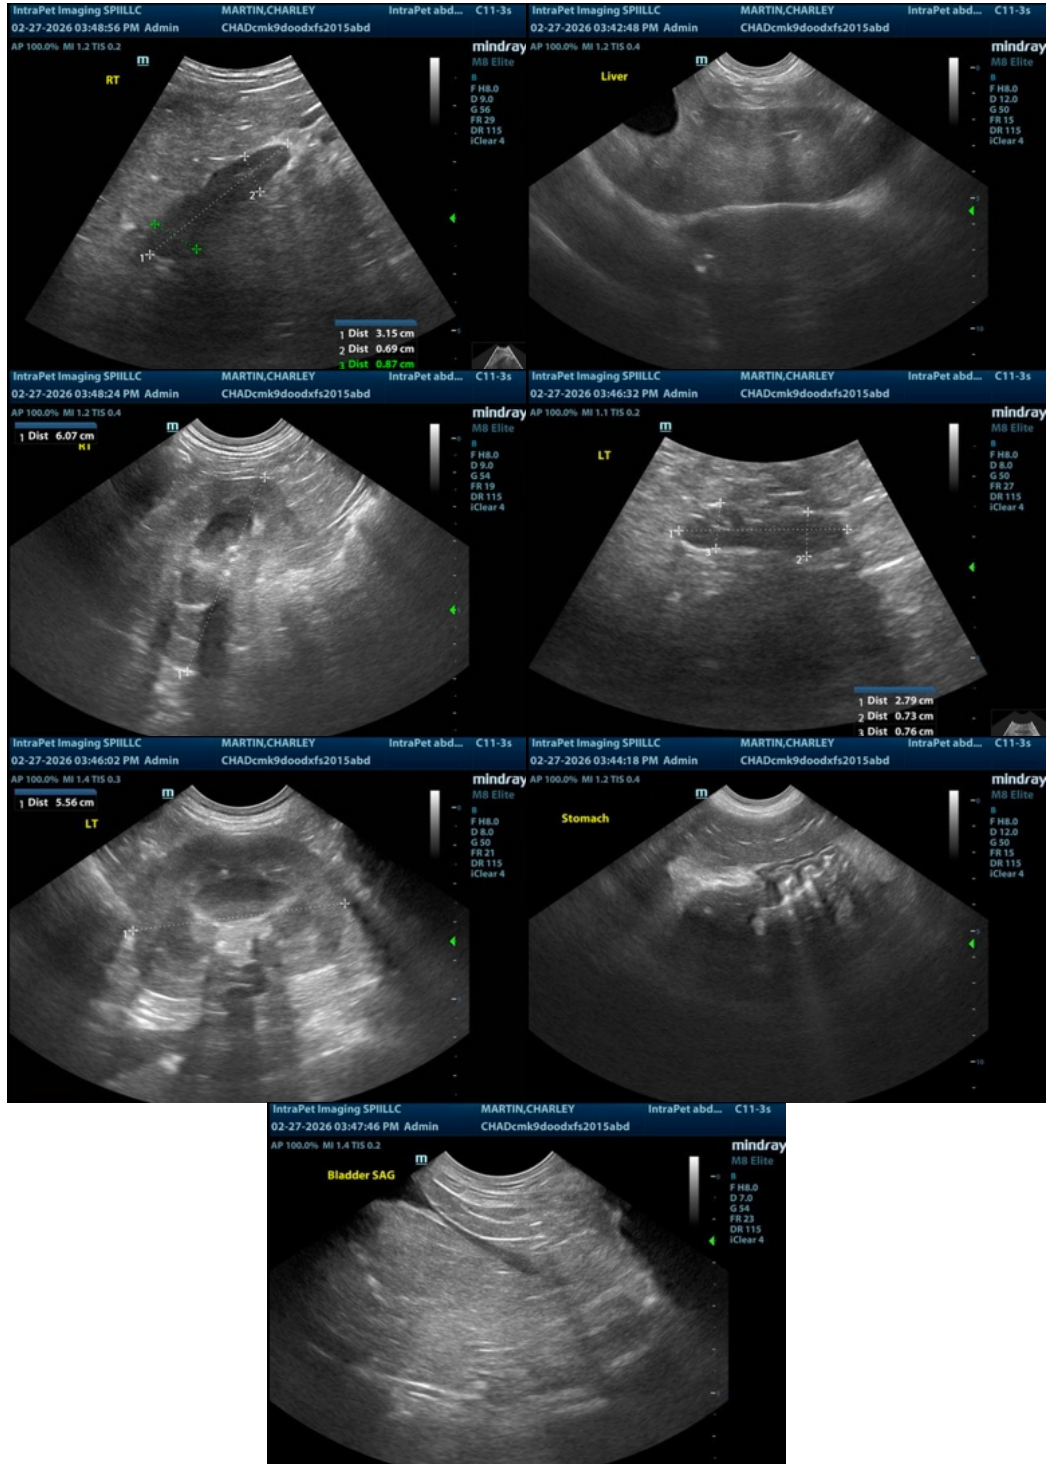 IntraPet Imaging SPIILLC MARTIN,CHARLEY IntraPet abd... C11-3s
02-27-2026 03:48:56 PM Admin CHADcmk9doodxfs2015abd
AP 100.0% MI 1.2 TIS 0.2
mindray
M8 Elite
m
RT
B
F H8.0
D 9.0
G 56
FR 29
DR 115
iClear 4
2
1
1 Dist 3.15 cm
2 Dist 0.69 cm
3 Dist 0.87 cm
IntraPet Imaging SPIILLC MARTIN,CHARLEY IntraPet abd... C11-3s
02-27-2026 03:42:48 PM Admin CHADcmk9doodxfs2015abd
AP 100.0% MI 1.2 TIS 0.4
mindray
M8 Elite
m
Liver
B
F H8.0
D 12.0
G 50
FR 15
DR 115
iClear 4
5
10
IntraPet Imaging SPIILLC MARTIN,CHARLEY IntraPet abd... C11-3s
02-27-2026 03:48:24 PM Admin CHADcmk9doodxfs2015abd
AP 100.0% MI 1.2 TIS 0.4
mindray
M8 Elite
m
1 Dist 6.07 cm
RT
B
F H8.0
D 9.0
G 54
FR 19
DR 115
iClear 4
1
IntraPet Imaging SPIILLC MARTIN,CHARLEY IntraPet abd... C11-3s
02-27-2026 03:46:32 PM Admin CHADcmk9doodxfs2015abd
AP 100.0% MI 1.1 TIS 0.2
mindray
M8 Elite
m
LT
B
F H8.0
D 8.0
G 50
FR 27
DR 115
iClear 4
1
3
2
1 Dist 2.79 cm
2 Dist 0.73 cm
3 Dist 0.76 cm
IntraPet Imaging SPIILLC MARTIN,CHARLEY IntraPet abd... C11-3s
02-27-2026 03:46:02 PM Admin CHADcmk9doodxfs2015abd
AP 100.0% MI 1.4 TIS 0.3
mindray
M8 Elite
m
1 Dist 5.56 cm
LT
B
F H8.0
D 8.0
G 50
FR 21
DR 115
iClear 4
1
IntraPet Imaging SPIILLC MARTIN,CHARLEY IntraPet abd... C11-3s
02-27-2026 03:44:18 PM Admin CHADcmk9doodxfs2015abd
AP 100.0% MI 1.2 TIS 0.4
mindray
M8 Elite
m
Stomach
B
F H8.0
D 12.0
G 50
FR 15
DR 115
iClear 4
5
10
IntraPet Imaging SPIILLC MARTIN,CHARLEY IntraPet abd... C11-3s
02-27-2026 03:47:46 PM Admin CHADcmk9doodxfs2015abd
AP 100.0% MI 1.4 TIS 0.2
mindray
M8 Elite
m
Bladder SAG
B
F H8.0
D 7.0
G 54
FR 23
DR 115
iClear 4